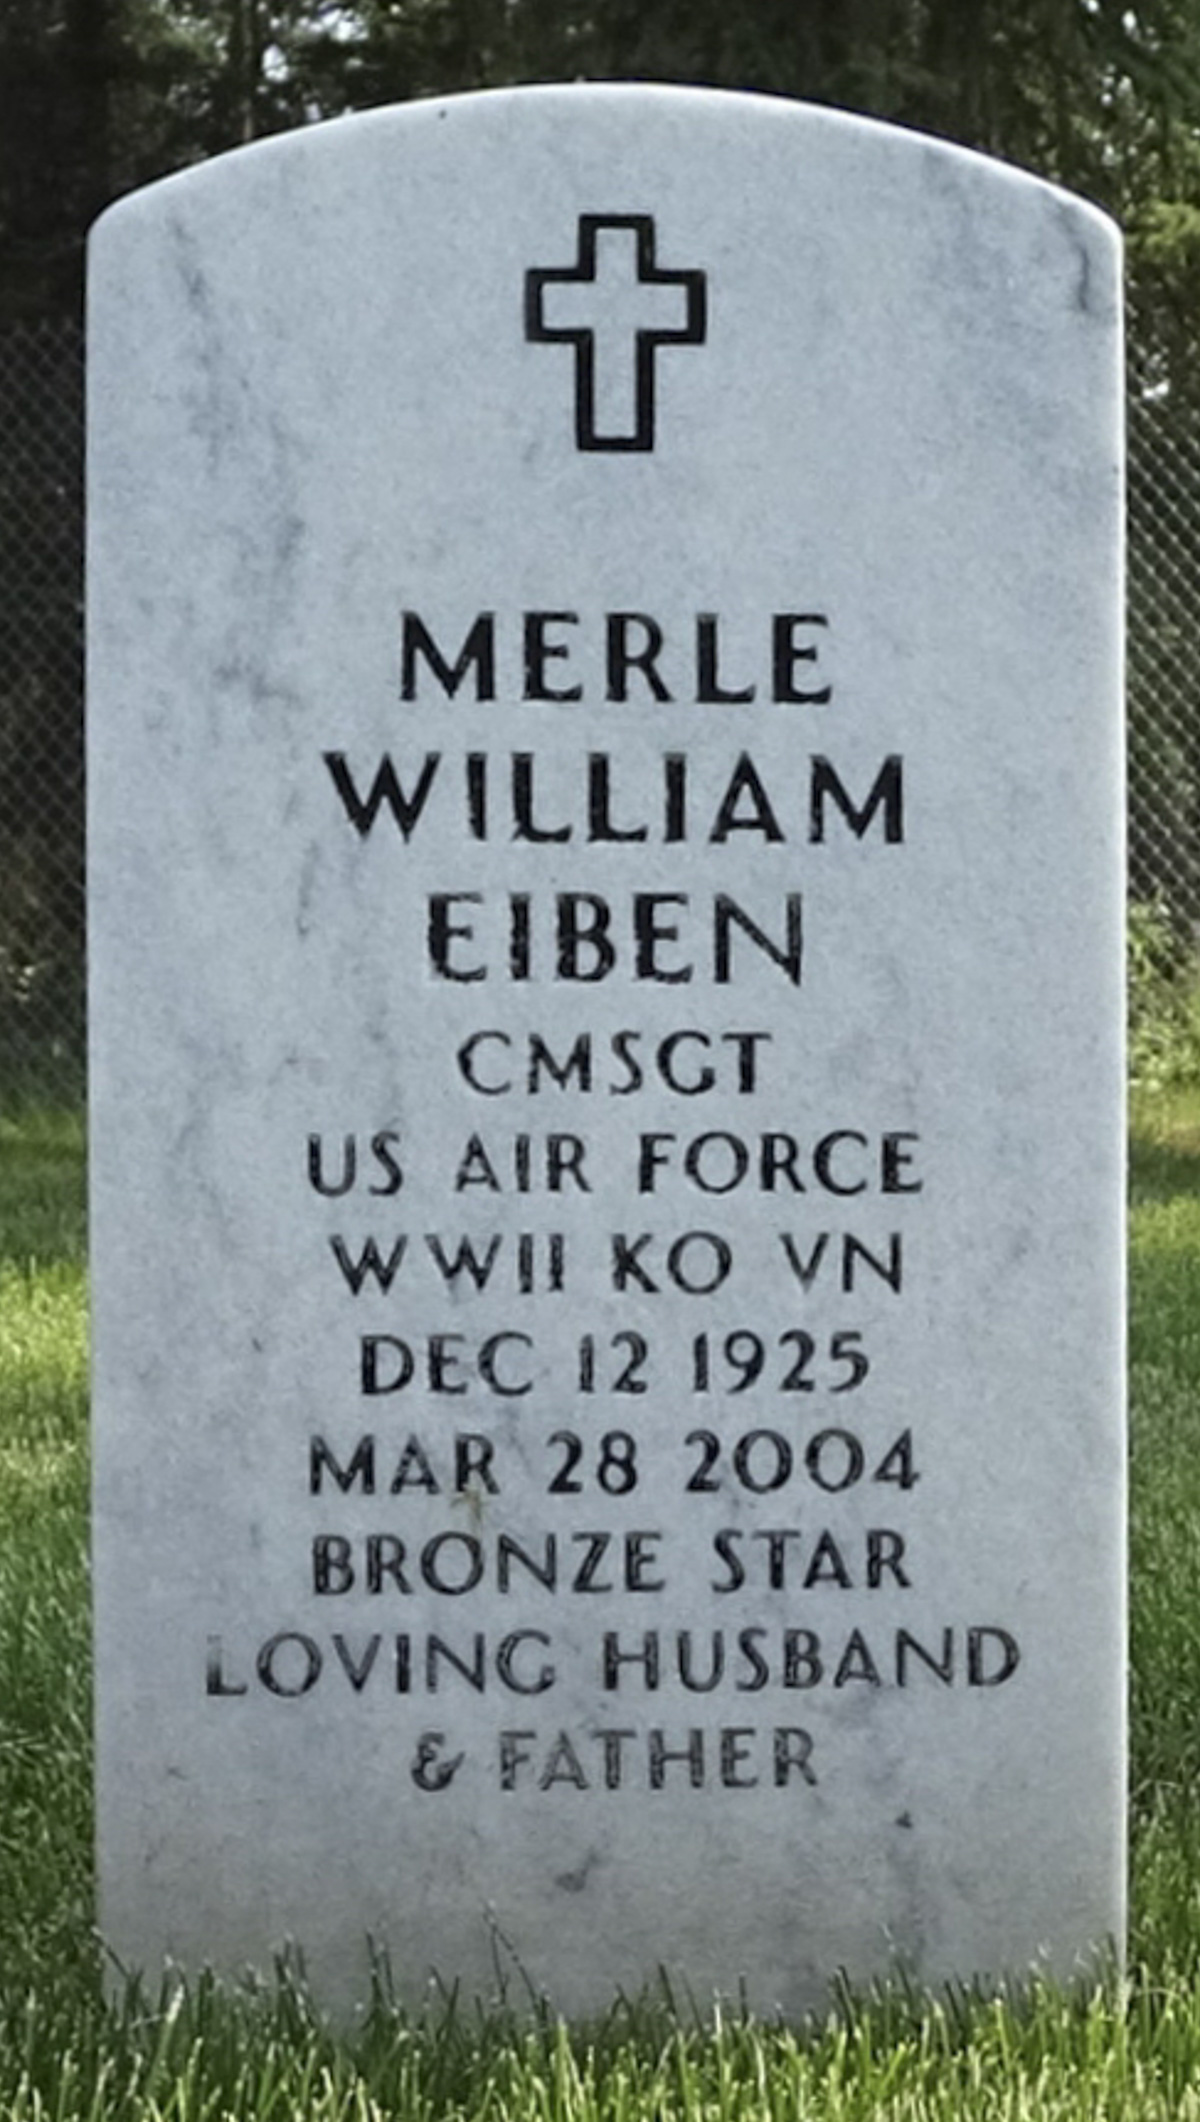 MERLE
WILLIAM
EIBEN
CMSGT
US AIR FORCE
WWII KO VN
DEC 12 1925
MAR 28 2004
BRONZE STAR
LOVING HUSBAND
& FATHER